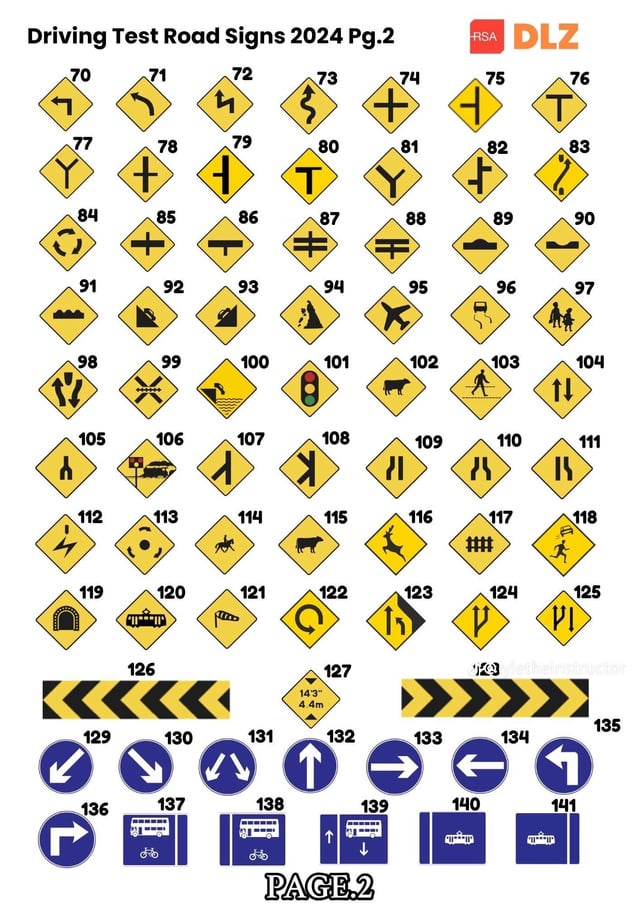 Driving Test Road Signs 2024 Pg.2
RSA DLZ
70 71 72 73 74 75 76
77 78 79 80 81 82 83
84 85 86 87 88 89 90
91 92 93 94 95 96 97
98 99 100 101 102 103 104
105 106 107 108 109 110 111
112 113 114 115 116 117 118
119 120 121 122 123 124 125
126 127
14'3"
4.4m
129 130 131 132 133 134 135
136 137 138 139 140 141
PAGE.2